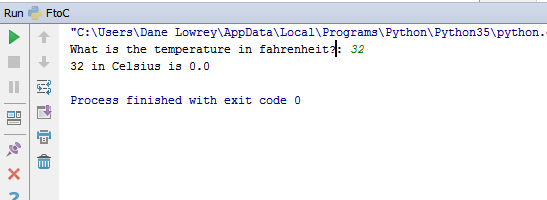 Run FtoC
"C:\Users\Dane Lowrey\AppData\Local\Programs\Python\Python35\python.
What is the temperature in fahrenheit?: 32
32 in Celsius is 0.0
Process finished with exit code 0